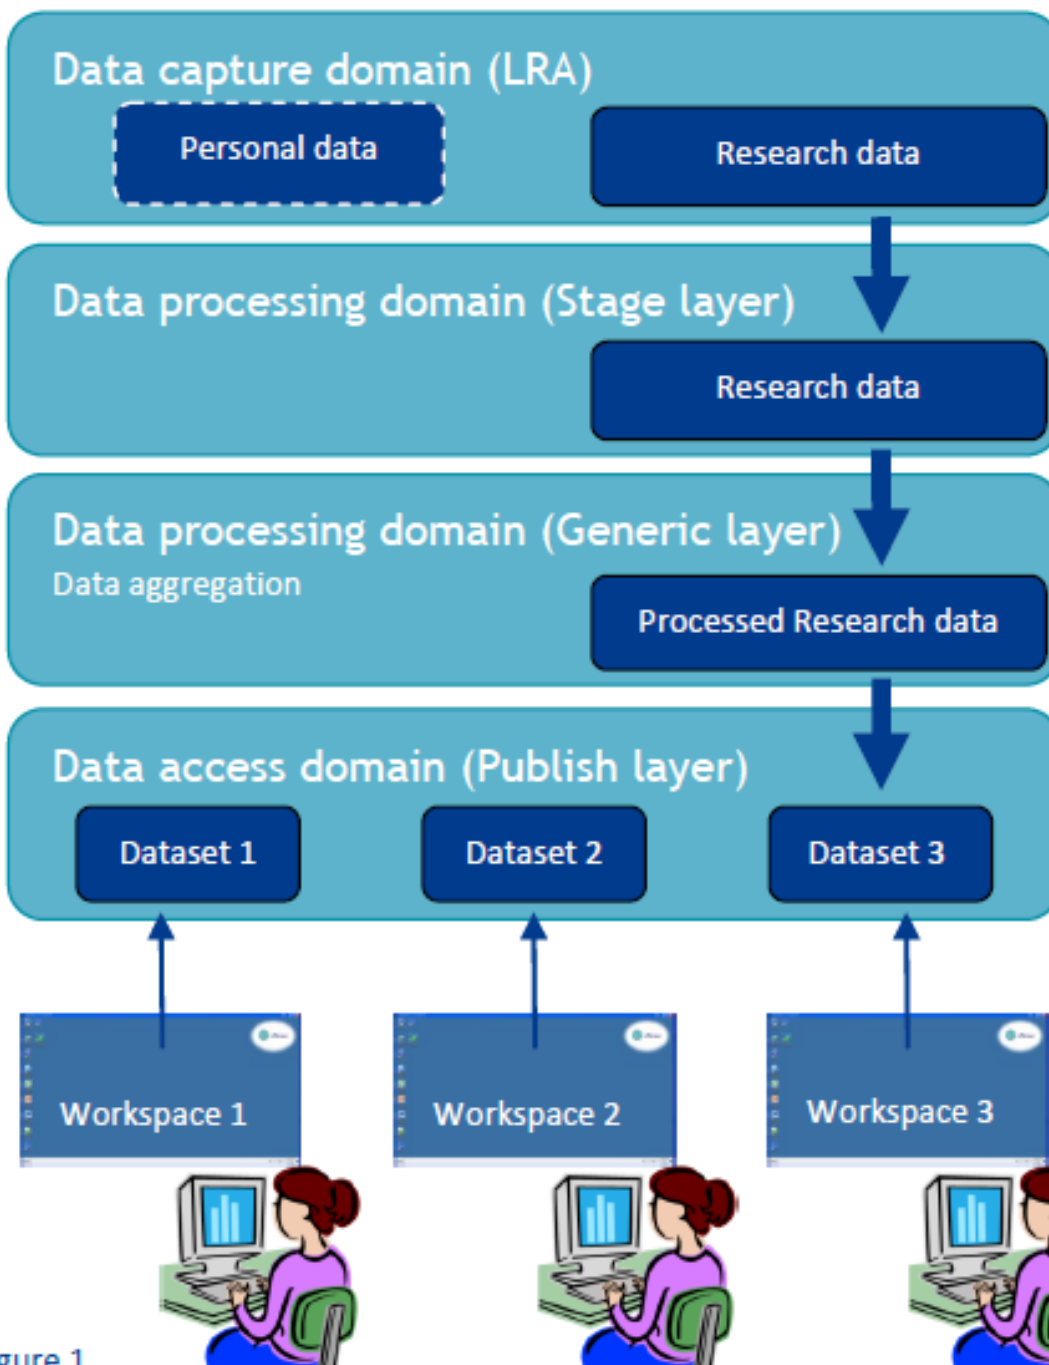 Data capture domain (LRA)
Personal data
Research data
Data processing domain (Stage layer)
Research data
Data processing domain (Generic layer)
Data aggregation
Processed Research data
Data access domain (Publish layer)
Dataset 1
Dataset 2
Dataset 3
Workspace 1
Workspace 2
Workspace 3
gure 1